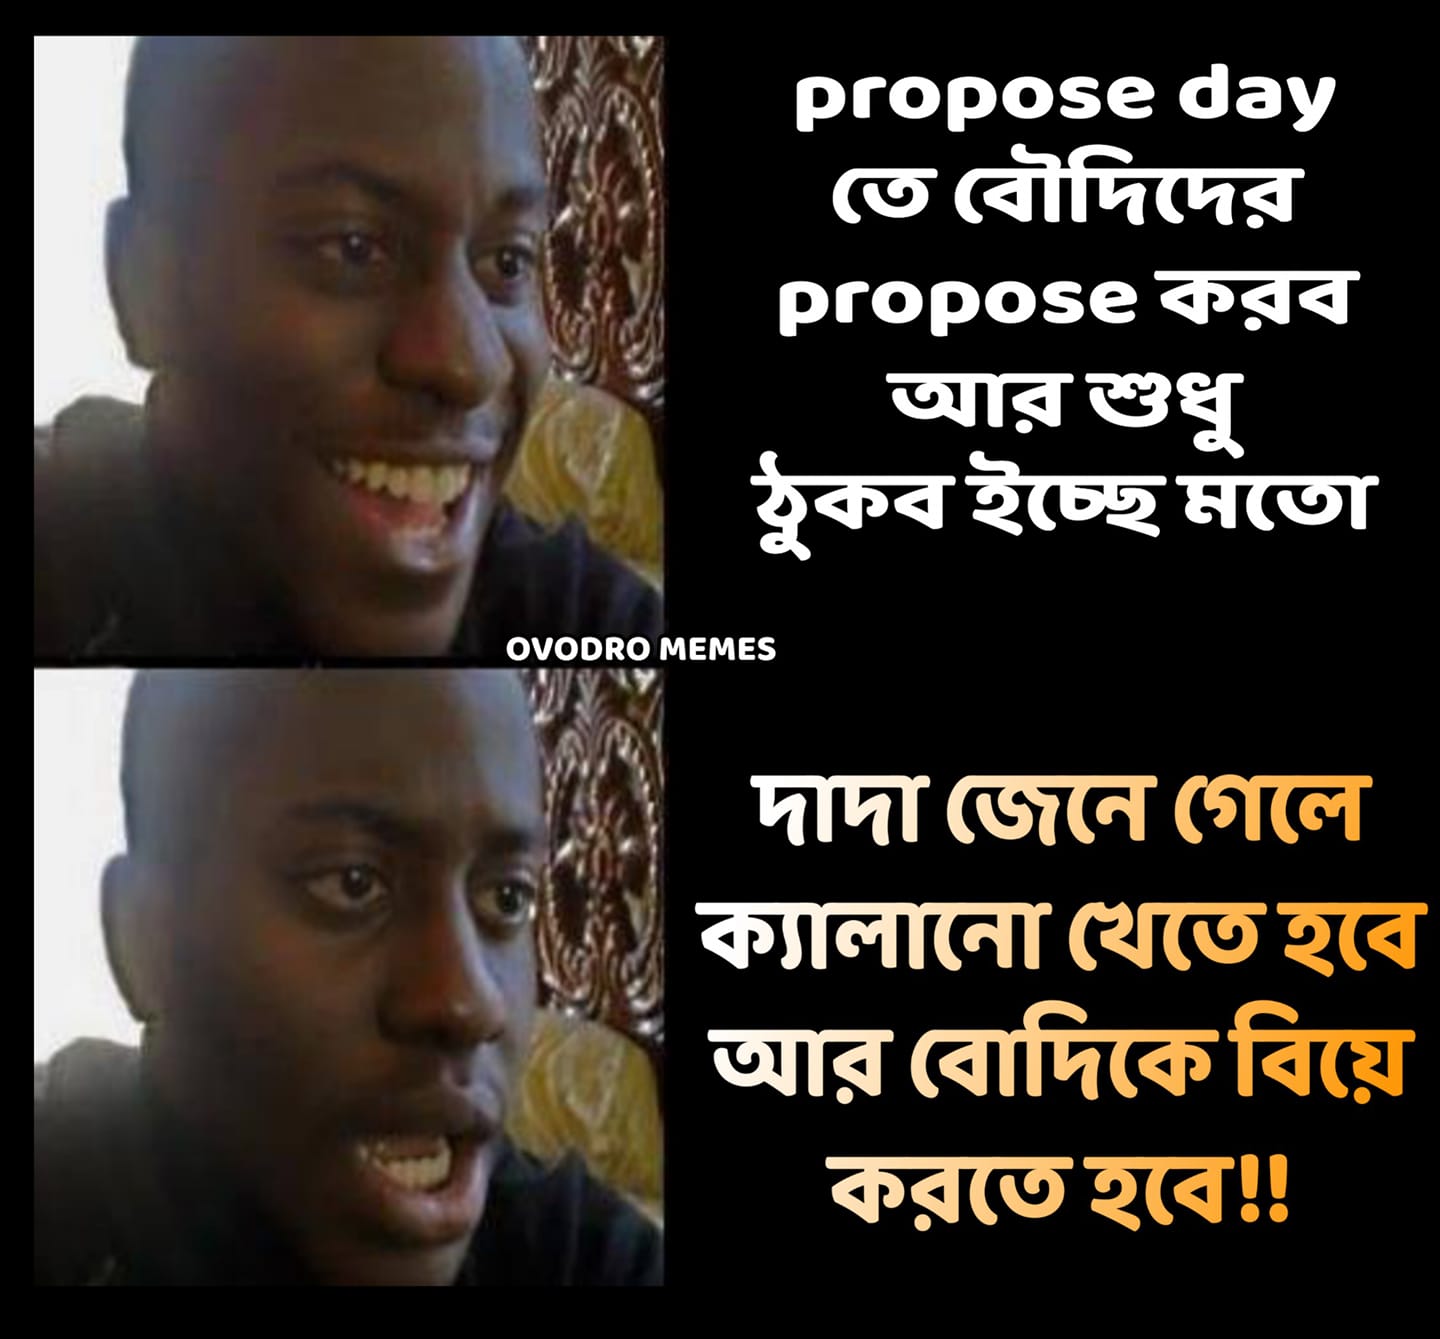 propose day
তে বৌদিদের
propose করব
আর শুধু
ঠুকব ইচ্ছে মতো
OVODRO MEMES
দাদা জেনে গেলে
ক্যালানো খেতে হবে
আর বোদিকে বিয়ে
করতে হবে!!